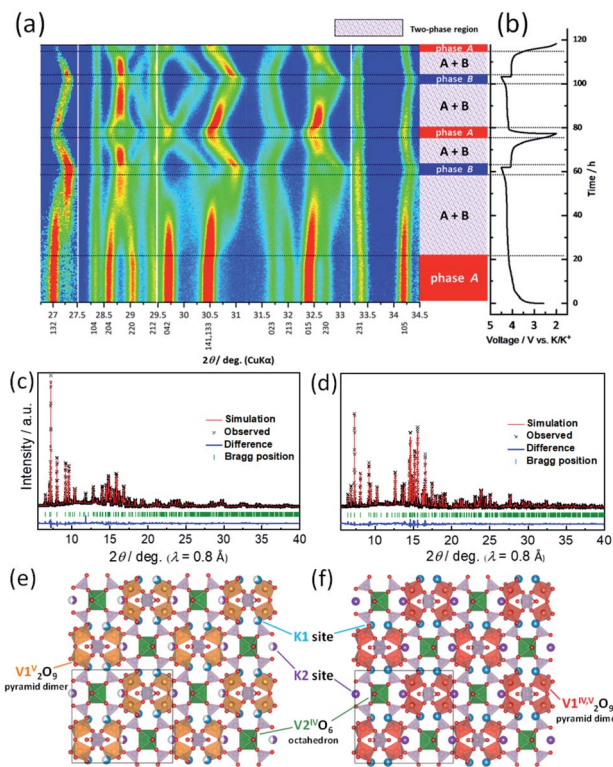 (a)
Two-phase region
(b)
phase A
A + B
phase B
A + B
phase A
A + B
phase B
A + B
phase A
120
100
80
60
40
20
0
Time / h
5 4 3 2
Voltage / V vs. K/K⁺
27 27.5 28 28.5 29 29.5 30 30.5 31 31.5 32 32.5 33 33.5 34 34.5
132 104 204 220 212 042 141,133 023 213 015 230 231 105
2θ/ deg. (CuKα)
(c)
Intensity / a.u.
Simulation
Observed
Difference
Bragg position
10 15 20 25 30 35 40
2θ/ deg. (λ = 0.8 Å)
(d)
Simulation
Observed
Difference
Bragg position
10 15 20 25 30 35 40
2θ/ deg. (λ = 0.8 Å)
(e)
(f)
K1 site
K2 site
V1ⱽ₂O₉
pyramid dimer
V2ᴵⱽO₆
octahedron
V1ᴵⱽ,ⱽ₂O₉
pyramid dimer